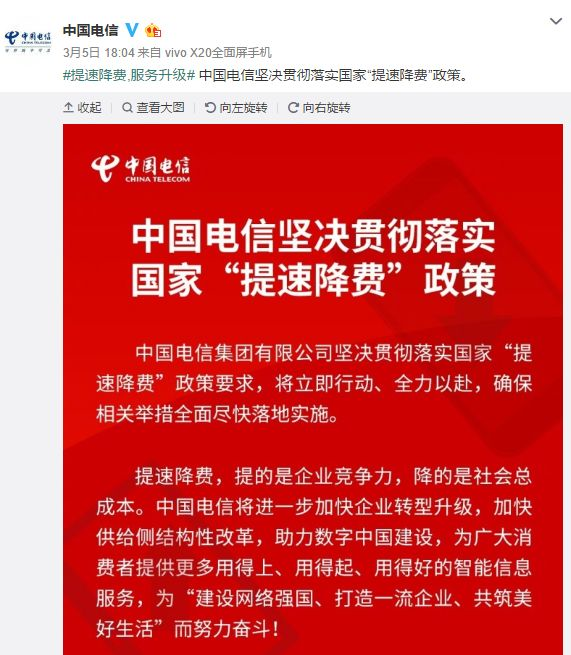 中国电信
中国电信
3月5日 18:04 来自 vivo X20全面屏手机
#提速降费,服务升级# 中国电信坚决贯彻落实国家“提速降费”政策。
收起 查看大图 向左旋转 向右旋转
中国电信
CHINA TELECOM
中国电信坚决贯彻落实
国家“提速降费”政策
中国电信集团有限公司坚决贯彻落实国家“提
速降费”政策要求，将立即行动、全力以赴，确保
相关举措全面尽快落地实施。
提速降费，提的是企业竞争力，降的是社会总
成本。中国电信将进一步加快企业转型升级，加快
供给侧结构性改革，助力数字中国建设，为广大消
费者提供更多用得上、用得起、用得好的智能信息
服务，为“建设网络强国、打造一流企业、共筑美
好生活”而努力奋斗！